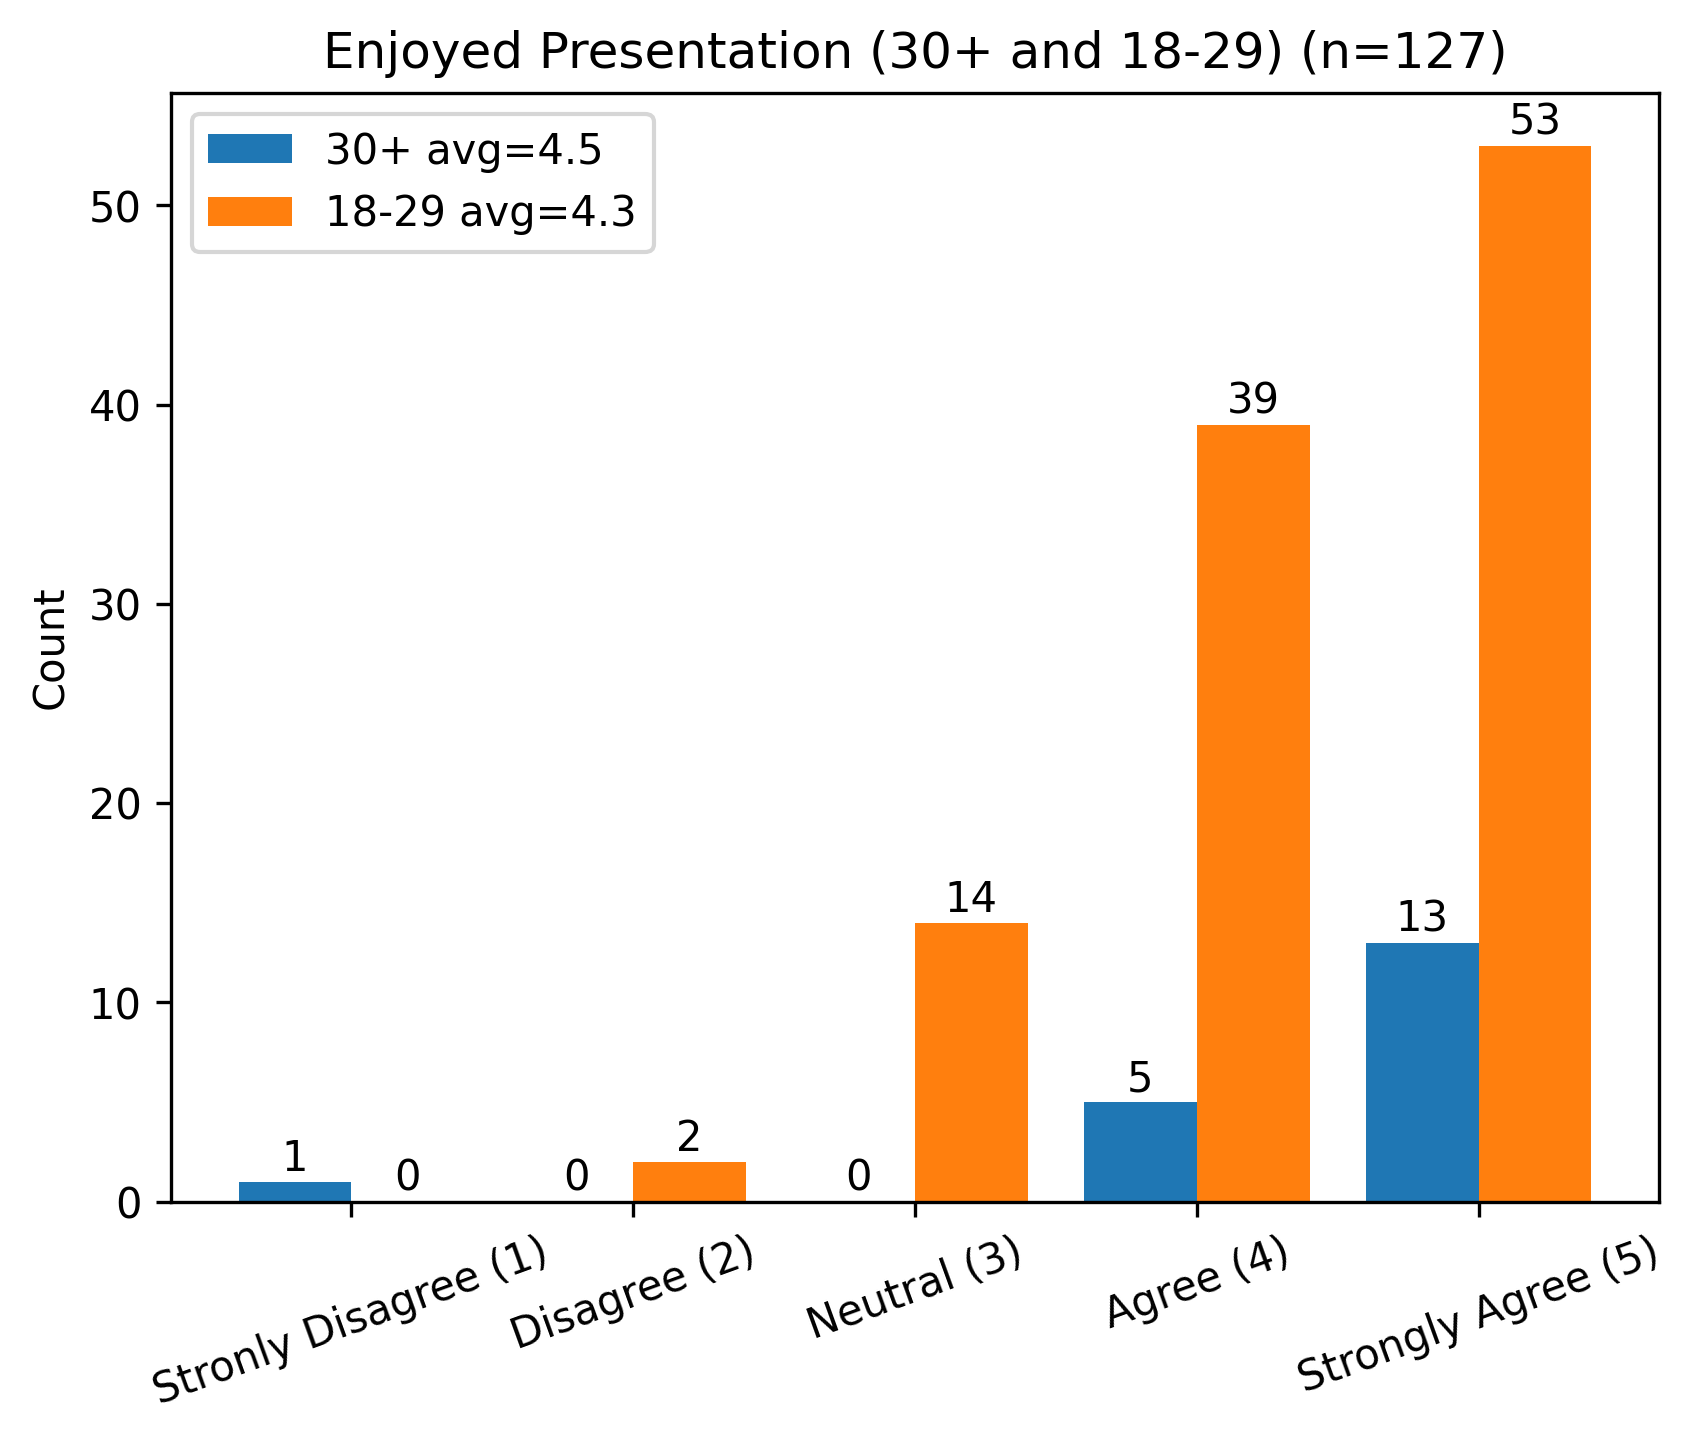 Enjoyed Presentation (30+ and 18-29) (n=127)
30+ avg=4.5
18-29 avg=4.3
Count
50
40
30
20
10
0
1
0
0
2
0
14
5
39
13
53
Stronly Disagree (1)
Disagree (2)
Neutral (3)
Agree (4)
Strongly Agree (5)